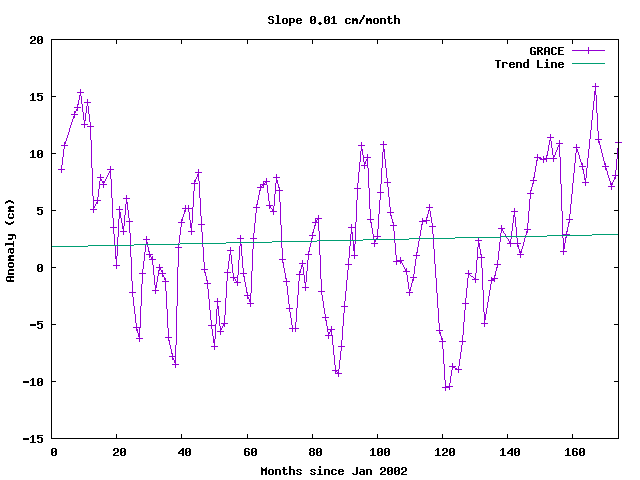 Slope 0.01 cm/month
GRACE
Trend Line
20
15
10
5
0
-5
-10
-15
Anomaly (cm)
0 20 40 60 80 100 120 140 160
Months since Jan 2002